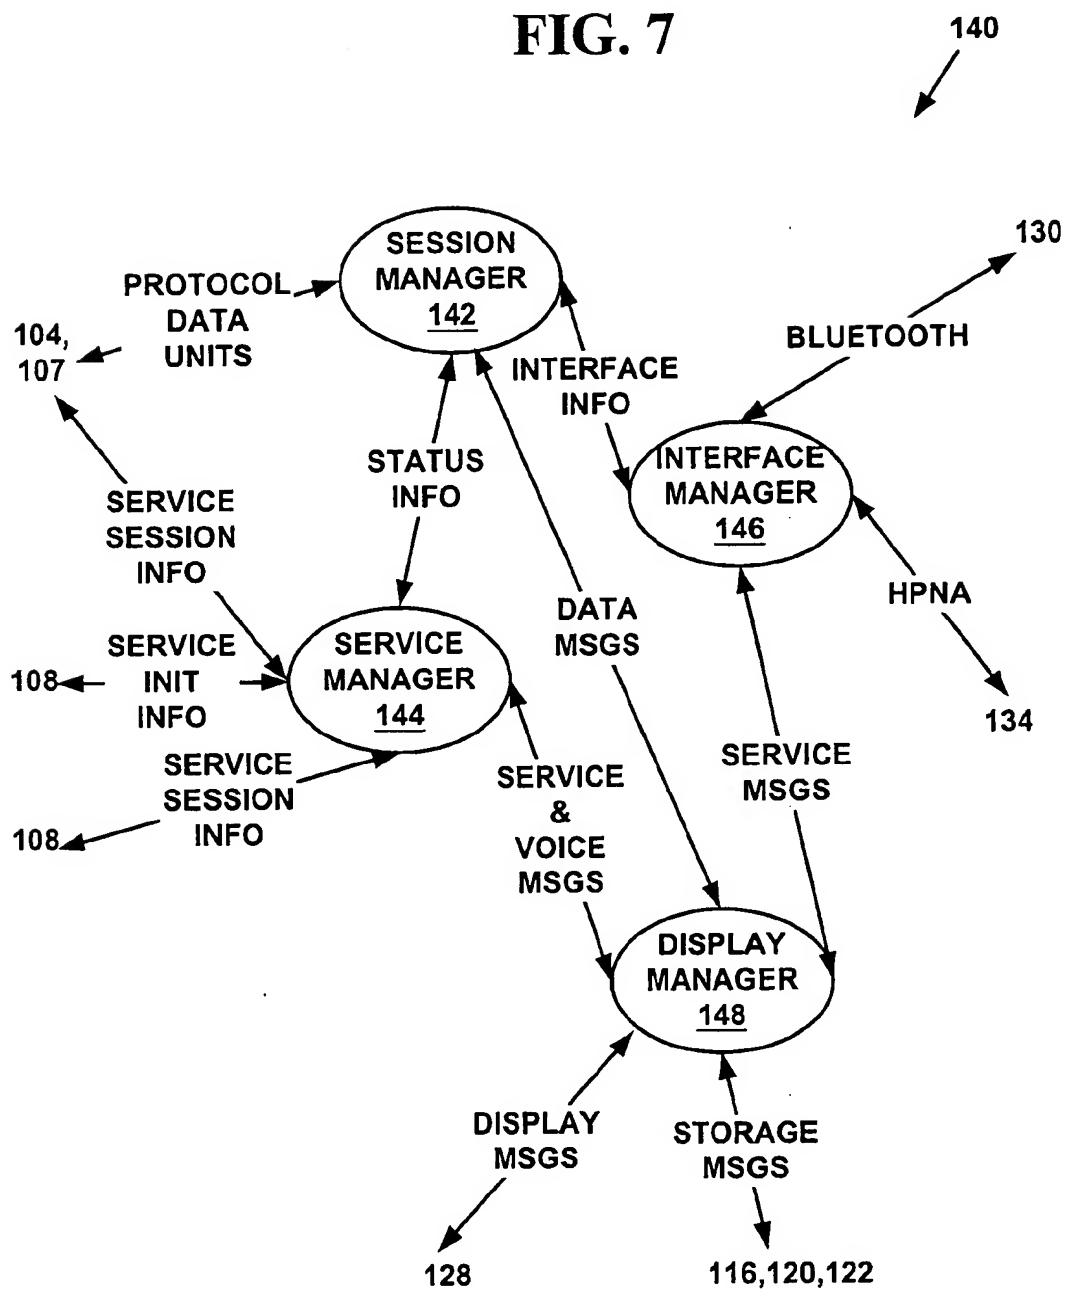 FIG. 7
140
SESSION
MANAGER
142
130
PROTOCOL
DATA
UNITS
104,
107
BLUETOOTH
INTERFACE
INFO
STATUS
INFO
INTERFACE
MANAGER
146
SERVICE
SESSION
INFO
HPNA
DATA
MSGS
SERVICE
MANAGER
144
SERVICE
INIT
INFO
108
134
SERVICE
SESSION
INFO
108
SERVICE
&
VOICE
MSGS
SERVICE
MSGS
DISPLAY
MANAGER
148
DISPLAY
MSGS
STORAGE
MSGS
128
116,120,122